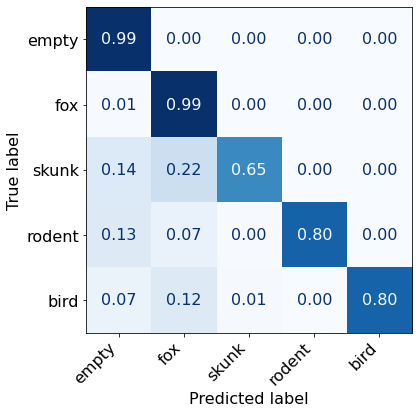 empty 0.99 0.00 0.00 0.00 0.00
fox 0.01 0.99 0.00 0.00 0.00
skunk 0.14 0.22 0.65 0.00 0.00
rodent 0.13 0.07 0.00 0.80 0.00
bird 0.07 0.12 0.01 0.00 0.80
True label
empty fox skunk rodent bird
Predicted label